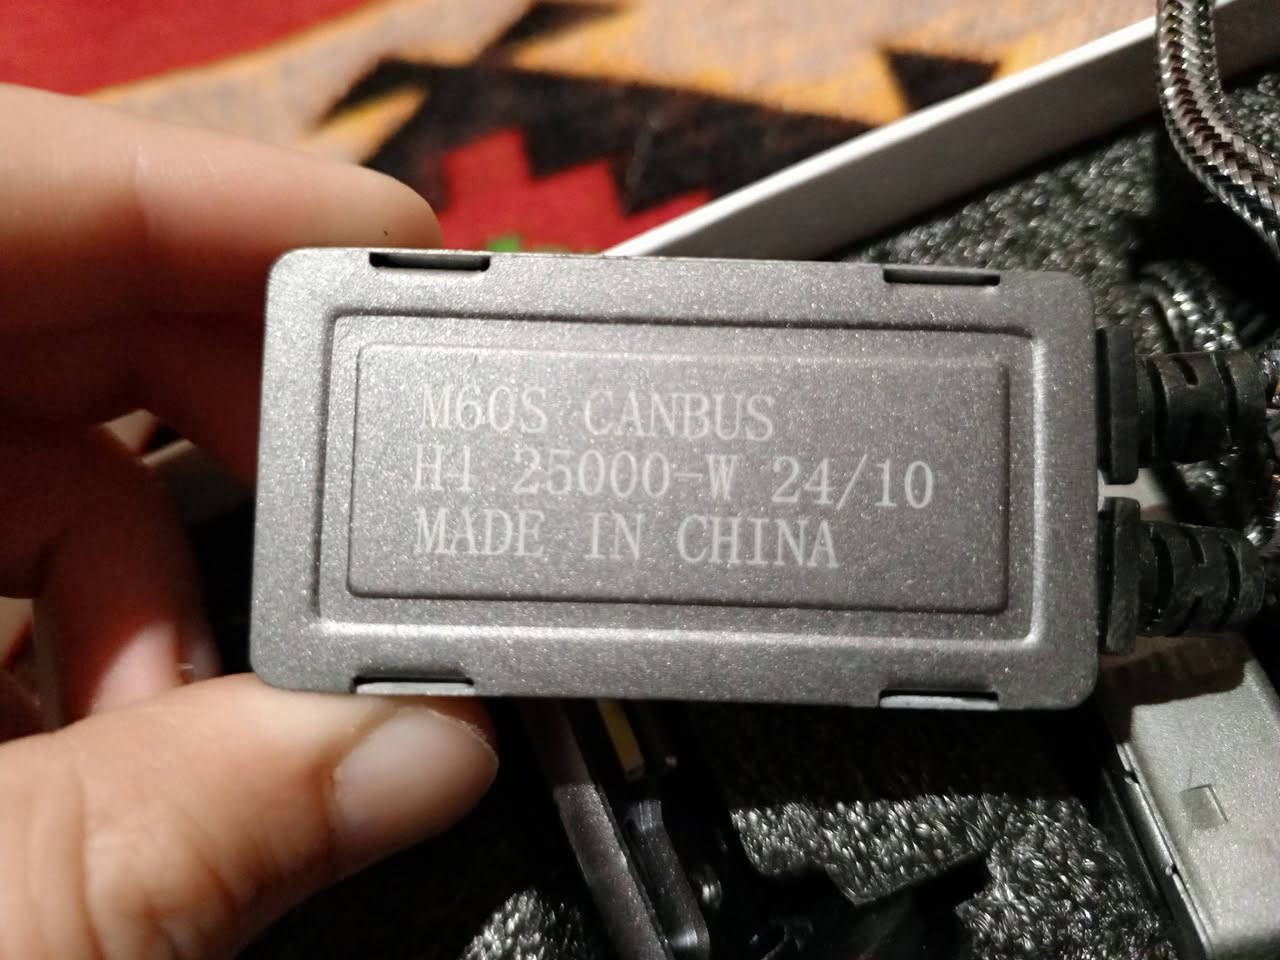 M60S CANBUS
H4 25000-W 24/10
MADE IN CHINA